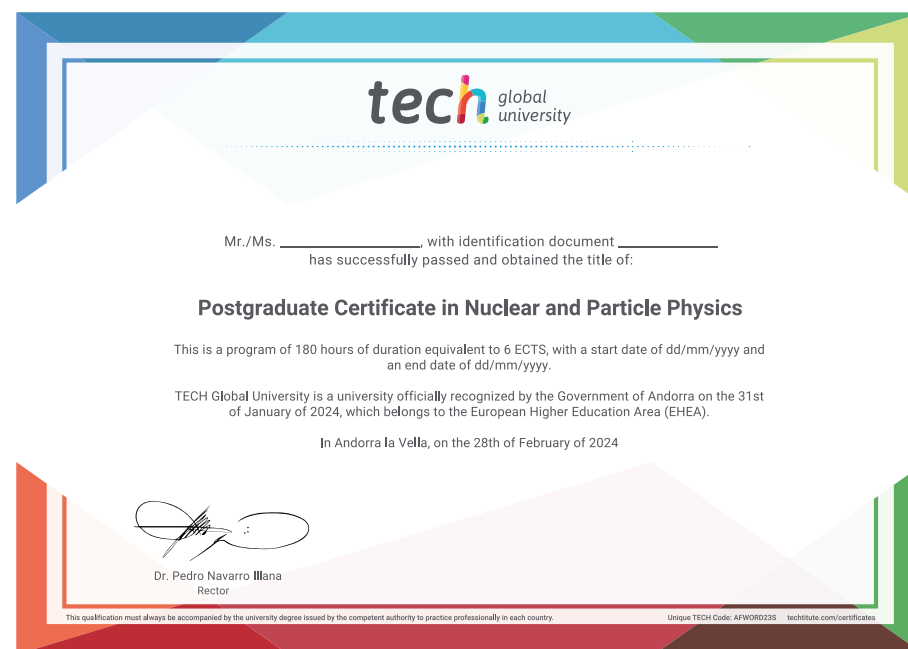 tech global university
Mr./Ms. ____________________, with identification document ______________
has successfully passed and obtained the title of:
Postgraduate Certificate in Nuclear and Particle Physics
This is a program of 180 hours of duration equivalent to 6 ECTS, with a start date of dd/mm/yyyy and
an end date of dd/mm/yyyy.
TECH Global University is a university officially recognized by the Government of Andorra on the 31st
of January of 2024, which belongs to the European Higher Education Area (EHEA).
In Andorra la Vella, on the 28th of February of 2024
Dr. Pedro Navarro Illana
Rector
This qualification must always be accompanied by the university degree issued by the competent authority to practice professionally in each country.
Unique TECH Code: AFWORD23S techtitute.com/certificates